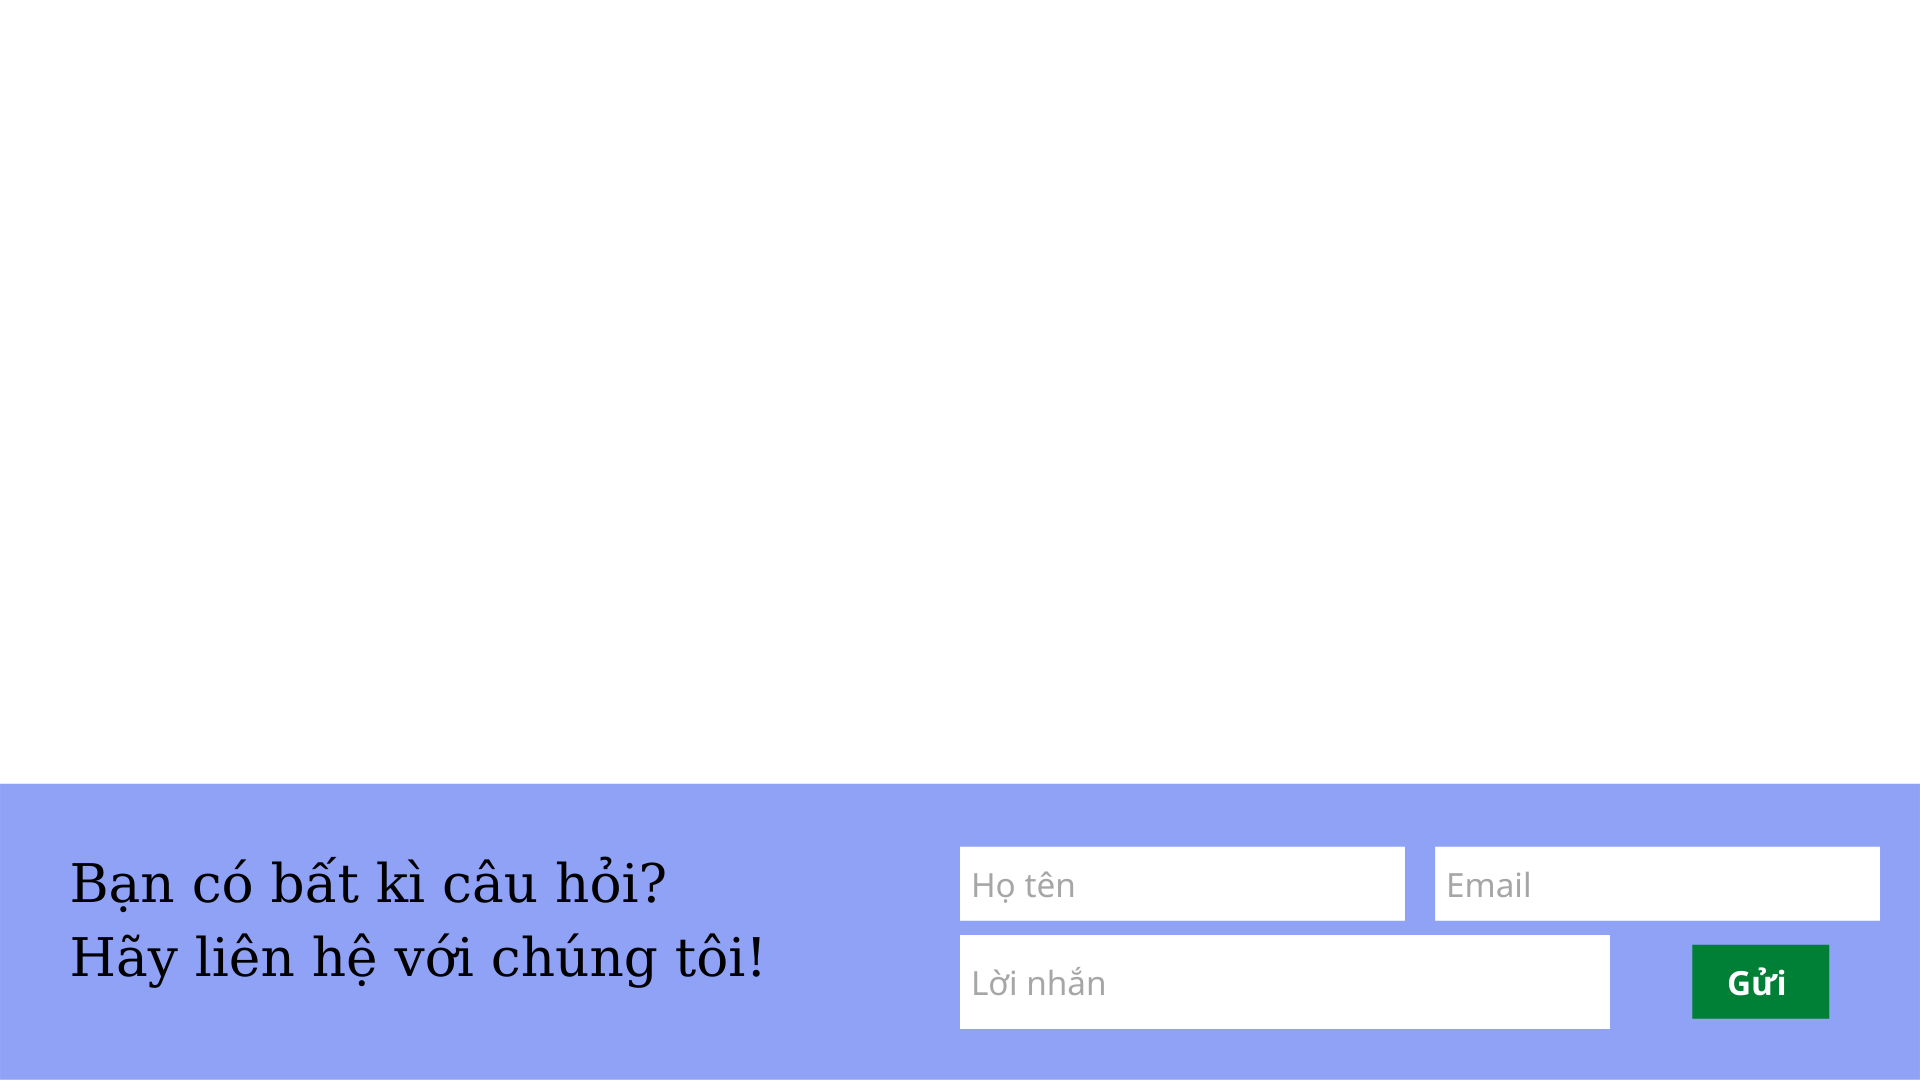 Bạn có bất kì câu hỏi?
Hãy liên hệ với chúng tôi!
Họ tên
Email
Lời nhắn
Gửi